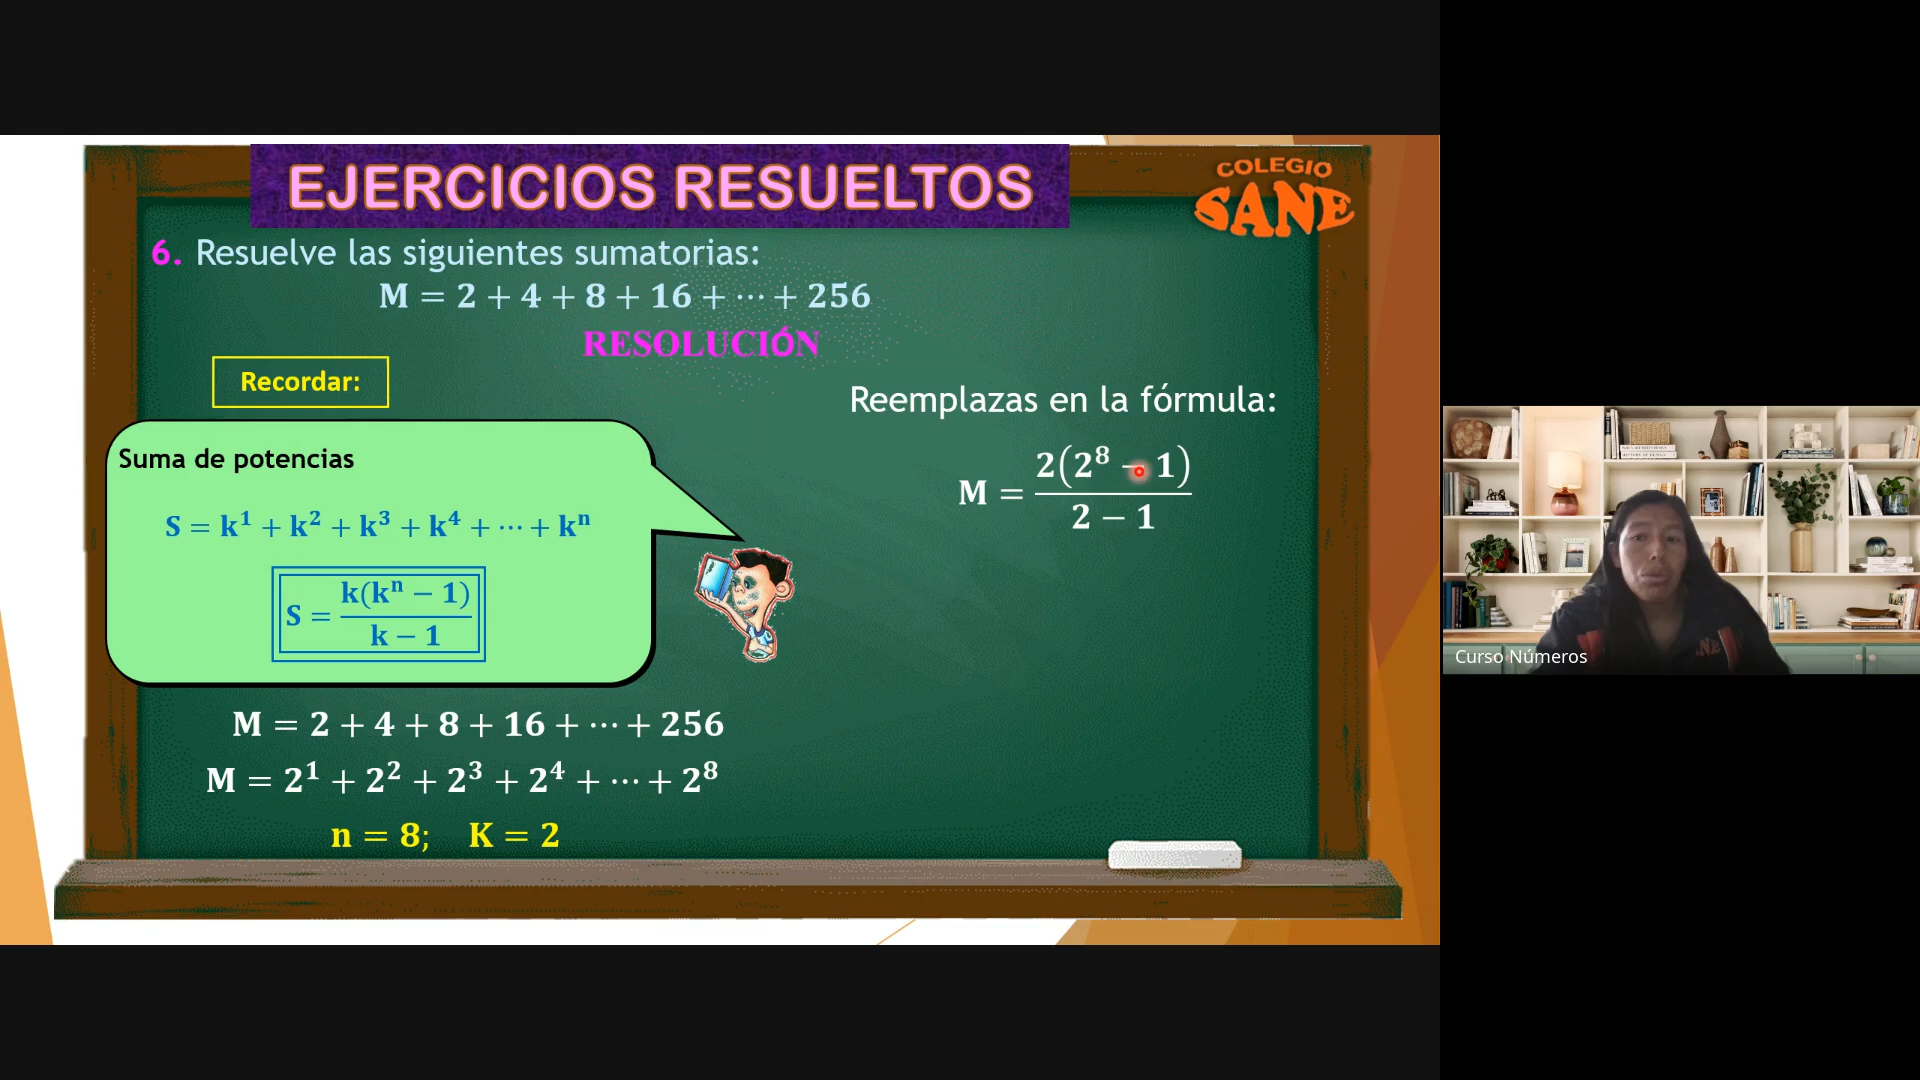 EJERCICIOS RESUELTOS
COLEGIO
SANE
6. Resuelve las siguientes sumatorias:
M = 2 + 4 + 8 + 16 + ⋯ + 256
RESOLUCIÓN
Recordar:
Suma de potencias
S = k¹ + k² + k³ + k⁴ + ⋯ + kⁿ
S = k(kⁿ − 1) / k − 1
M = 2 + 4 + 8 + 16 + ⋯ + 256
M = 2¹ + 2² + 2³ + 2⁴ + ⋯ + 2⁸
n = 8; K = 2
Reemplazas en la fórmula:
M = 2(2⁸ − 1) / 2 − 1
Curso Números